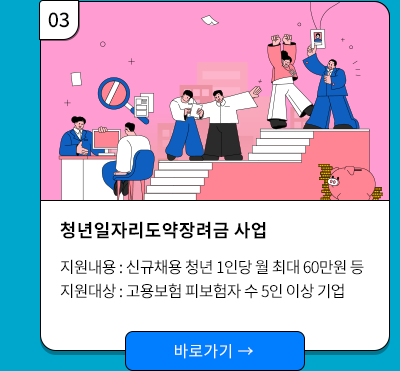 03
청년일자리도약장려금 사업
지원내용 : 신규채용 청년 1인당 월 최대 60만원 등
지원대상 : 고용보험 피보험자 수 5인 이상 기업
바로가기 →